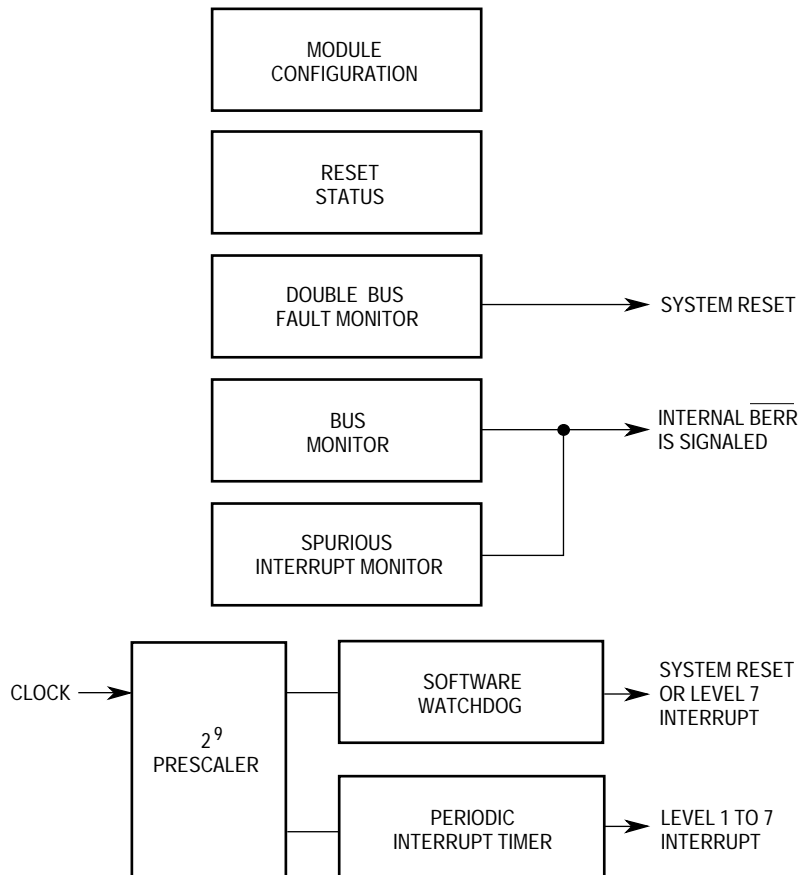 MODULE
CONFIGURATION
RESET
STATUS
DOUBLE BUS
FAULT MONITOR
SYSTEM RESET
BUS
MONITOR
INTERNAL BERR
IS SIGNALED
SPURIOUS
INTERRUPT MONITOR
CLOCK
2⁹
PRESCALER
SOFTWARE
WATCHDOG
SYSTEM RESET
OR LEVEL 7
INTERRUPT
PERIODIC
INTERRUPT TIMER
LEVEL 1 TO 7
INTERRUPT